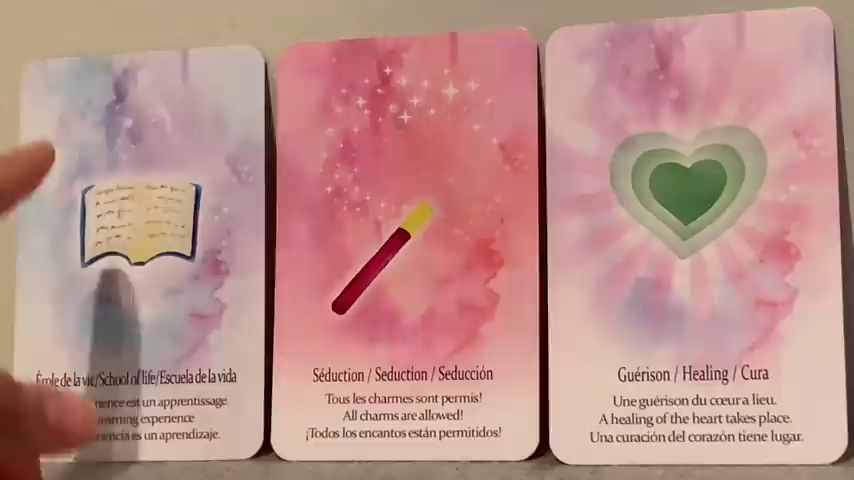 École de la vie/School of life/Escuela de la vida
est un apprentissage
learning experience
es un aprendizaje.
Séduction / Seduction / Seducción
Tous les charmes sont permis!
All charms are allowed!
¡Todos los encantos están permitidos!
Guérison / Healing / Cura
Une guérison du cœur a lieu.
A healing of the heart takes place.
Una curación del corazón tiene lugar.